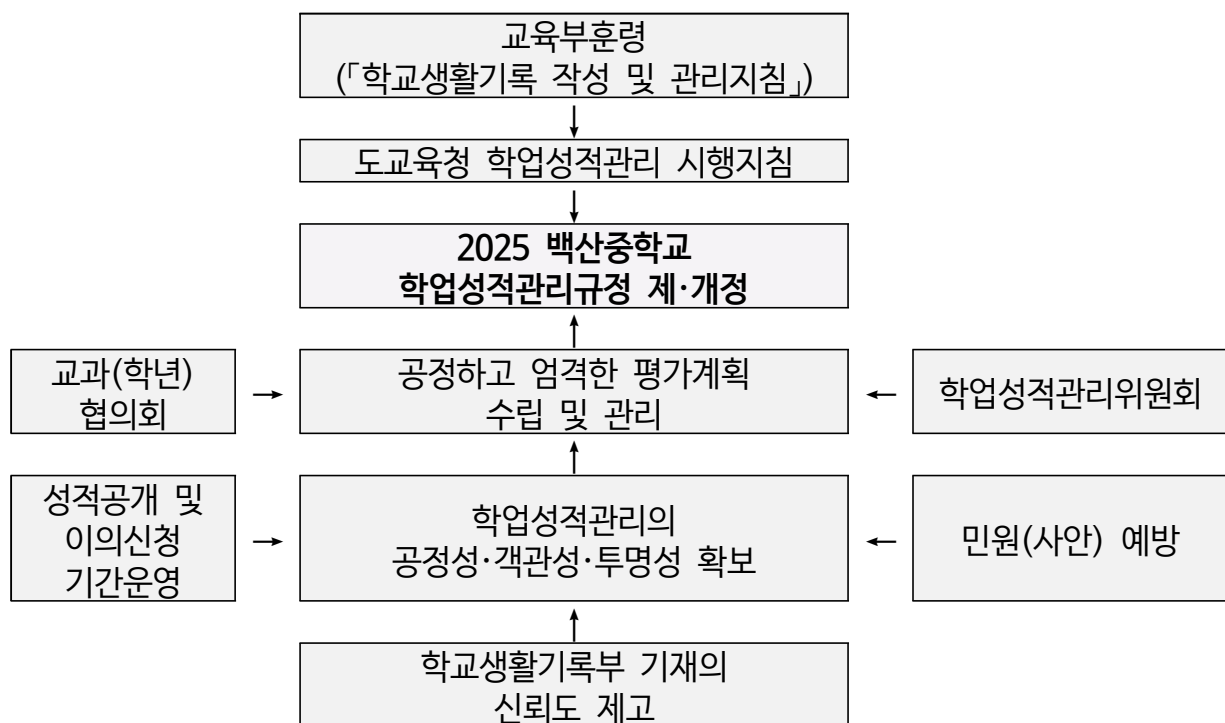 교육부훈령
(「학교생활기록 작성 및 관리지침」)
도교육청 학업성적관리 시행지침
2025 백산중학교
학업성적관리규정 제·개정
교과(학년)
협의회
공정하고 엄격한 평가계획
수립 및 관리
학업성적관리위원회
성적공개 및
이의신청
기간운영
학업성적관리의
공정성·객관성·투명성 확보
민원(사안) 예방
학교생활기록부 기재의
신뢰도 제고